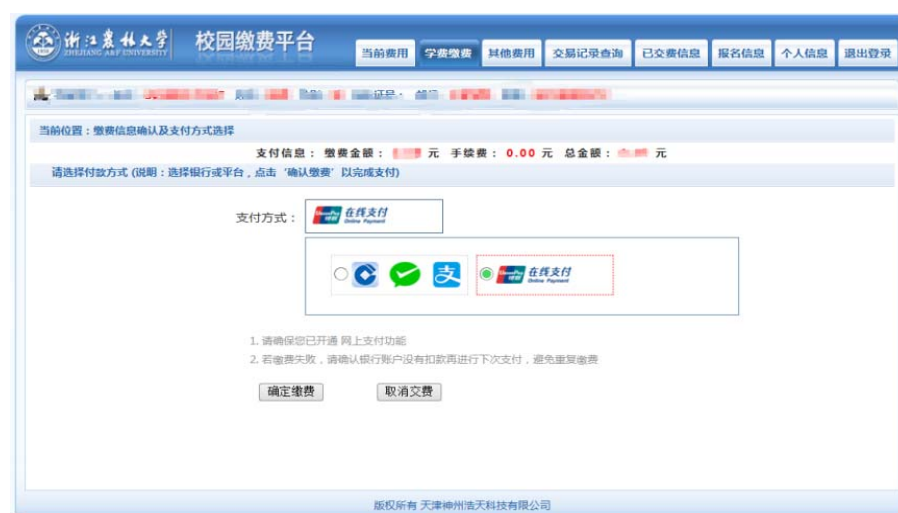 浙江农林大学 校园缴费平台
ZHEJIANG A&F UNIVERSITY
当前费用 学费缴费 其他费用 交易记录查询 已交费信息 报名信息 个人信息 退出登录
当前位置：缴费信息确认及支付方式选择
支付信息： 缴费金额： 元 手续费： 0.00 元 总金额： 元
请选择付款方式 (说明：选择银行或平台，点击‘确认缴费’以完成支付)
支付方式： UnionPay 银联 在线支付 Online Payment
支 UnionPay 银联 在线支付 Online Payment
1. 请确保您已开通 网上支付功能
2. 若缴费失败，请确认银行账户没有扣款再进行下次支付，避免重复缴费
确定缴费 取消交费
版权所有 天津神州浩天科技有限公司